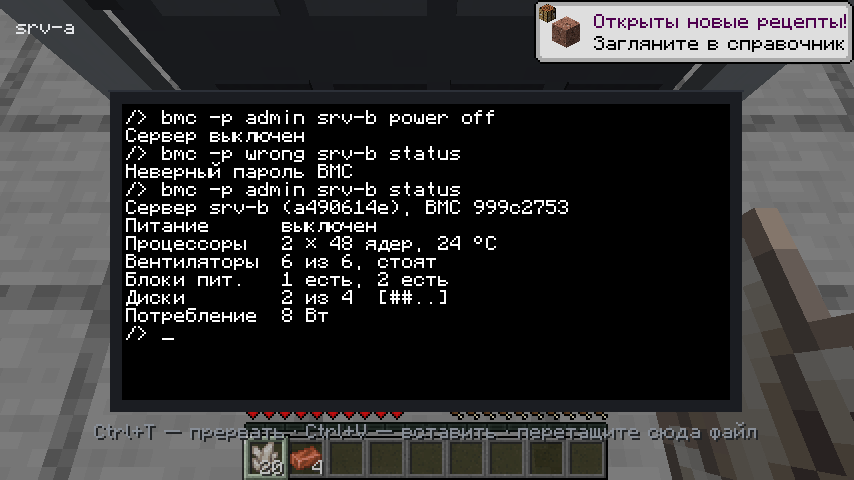 srv-a
Открыты новые рецепты!
Загляните в справочник
/> bmc -p admin srv-b power off
Сервер выключен
/> bmc -p wrong srv-b status
Неверный пароль BMC
/> bmc -p admin srv-b status
Сервер srv-b (a490614e), BMC 999c2753
Питание выключен
Процессоры 2 × 48 ядер, 24 °C
Вентиляторы 6 из 6, стоят
Блоки пит. 1 есть, 2 есть
Диски 2 из 4 [##..]
Потребление 8 Вт
/> _
Ctrl+T — прервать · Ctrl+V — вставить · перетащите сюда файл
20 4